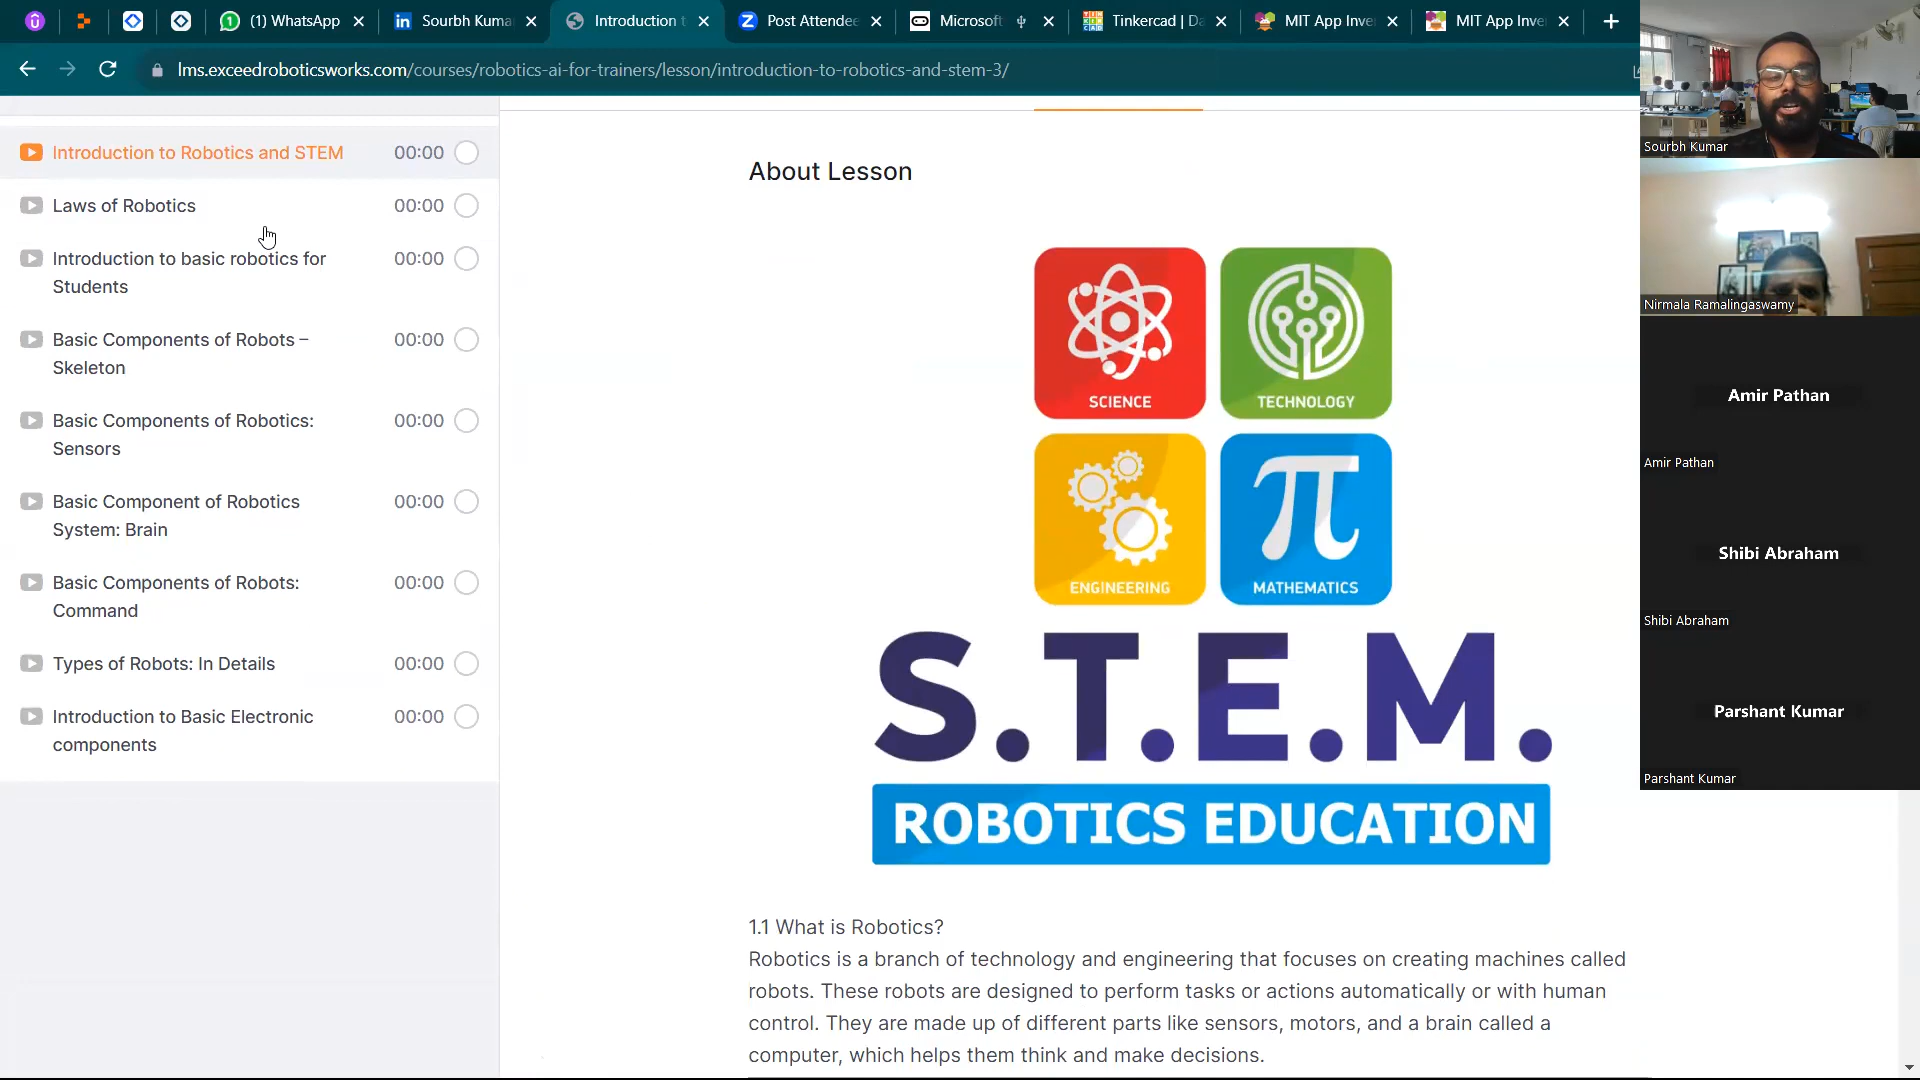 (1) WhatsApp
Sourbh Kuma
Introduction t
Post Attendee
Microsoft
Tinkercad | Da
MIT App Inve
MIT App Inve
lms.exceedroboticsworks.com/courses/robotics-ai-for-trainers/lesson/introduction-to-robotics-and-stem-3/
Introduction to Robotics and STEM 00:00
Laws of Robotics 00:00
Introduction to basic robotics for 00:00
Students
Basic Components of Robots – 00:00
Skeleton
Basic Components of Robotics: 00:00
Sensors
Basic Component of Robotics 00:00
System: Brain
Basic Components of Robots: 00:00
Command
Types of Robots: In Details 00:00
Introduction to Basic Electronic 00:00
components
About Lesson
SCIENCE
TECHNOLOGY
ENGINEERING
π
MATHEMATICS
S.T.E.M.
ROBOTICS EDUCATION
1.1 What is Robotics?
Robotics is a branch of technology and engineering that focuses on creating machines called
robots. These robots are designed to perform tasks or actions automatically or with human
control. They are made up of different parts like sensors, motors, and a brain called a
computer, which helps them think and make decisions.
Sourbh Kumar
Nirmala Ramalingaswamy
Amir Pathan
Amir Pathan
Shibi Abraham
Shibi Abraham
Parshant Kumar
Parshant Kumar